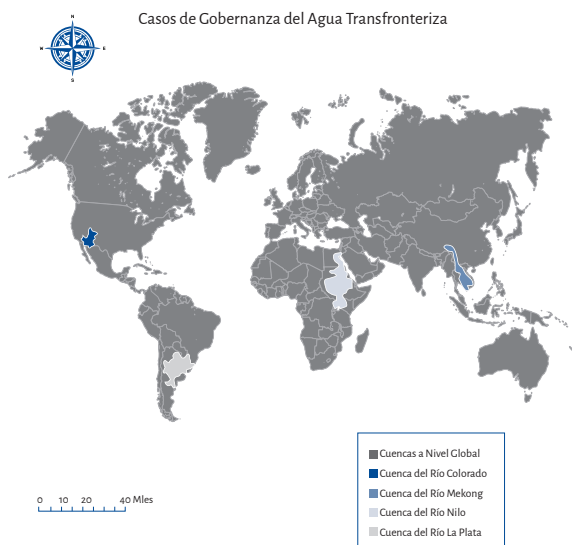 Casos de Gobernanza del Agua Transfronteriza
N
N E
S
Cuencas a Nivel Global
Cuenca del Río Colorado
Cuenca del Río Mekong
Cuenca del Río Nilo
Cuenca del Río La Plata
0 10 20 40 Mles